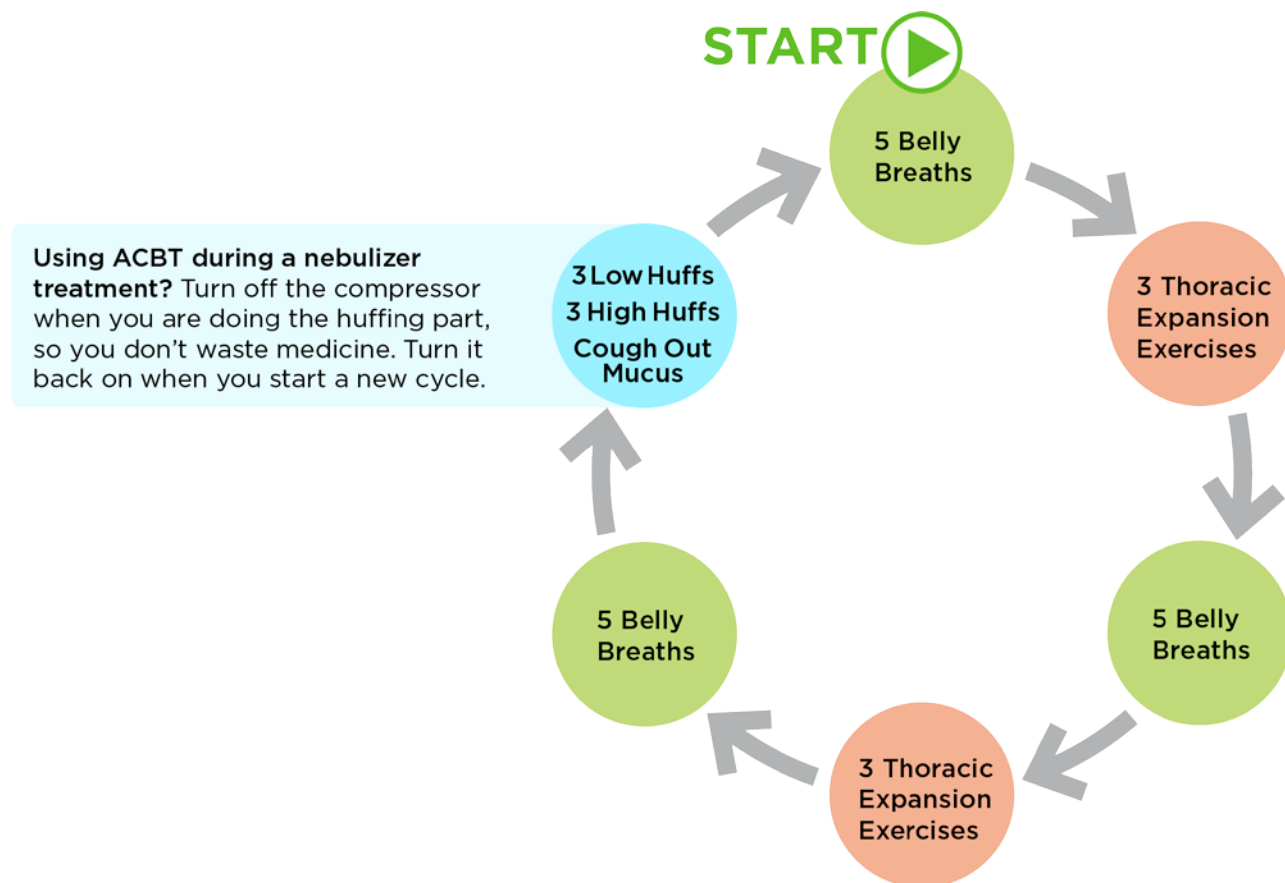 START
5 Belly
Breaths
3 Thoracic
Expansion
Exercises
5 Belly
Breaths
3 Thoracic
Expansion
Exercises
5 Belly
Breaths
3 Low Huffs
3 High Huffs
Cough Out
Mucus
Using ACBT during a nebulizer
treatment? Turn off the compressor
when you are doing the huffing part,
so you don’t waste medicine. Turn it
back on when you start a new cycle.